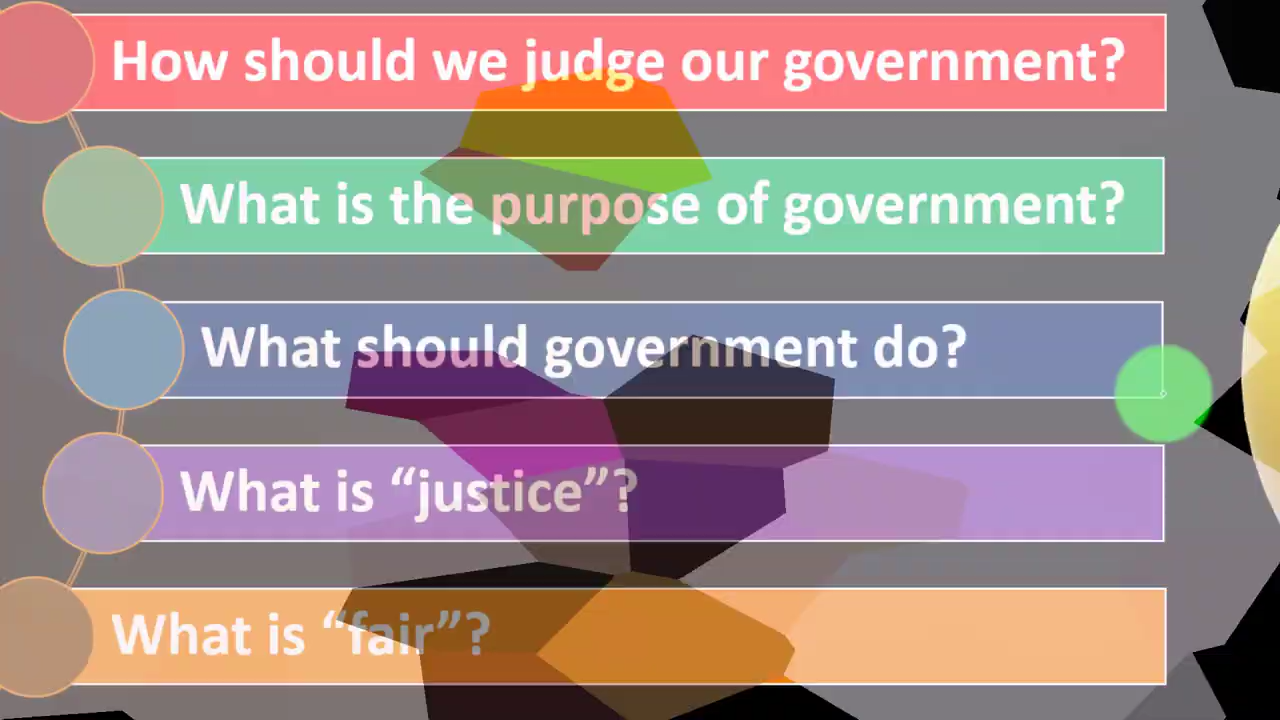 How should we judge our government?
What is the purpose of government?
What should government do?
What is “justice”?
What is “fair”?